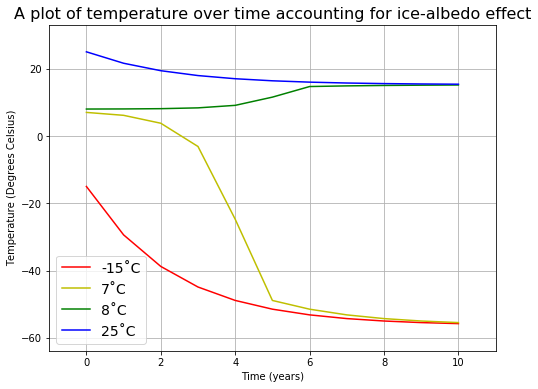 A plot of temperature over time accounting for ice-albedo effect
Temperature (Degrees Celsius)
20
0
−20
−40
−60
-15˚C
7˚C
8˚C
25˚C
0 2 4 6 8 10
Time (years)